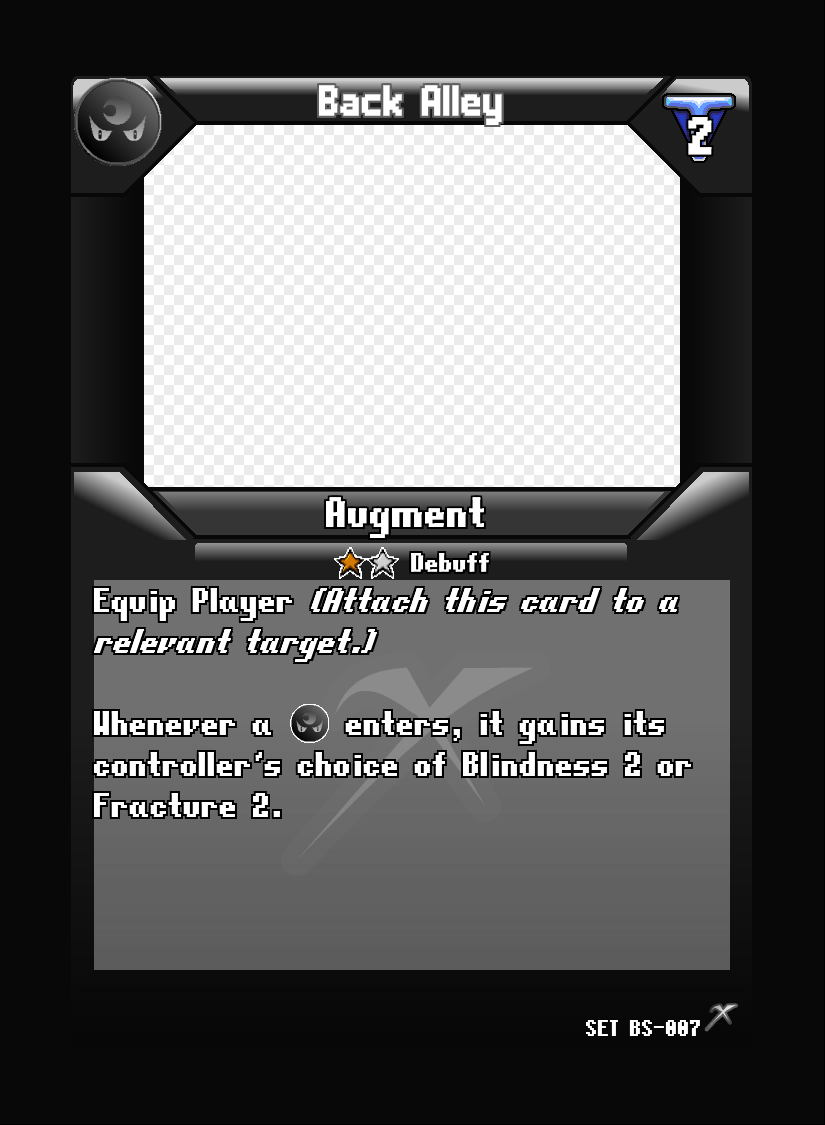 Back Alley
2
Augment
Debuff
Equip Player (Attach this card to a
relevant target.)
Whenever a enters, it gains its
controller's choice of Blindness 2 or
Fracture 2.
SET BS-007